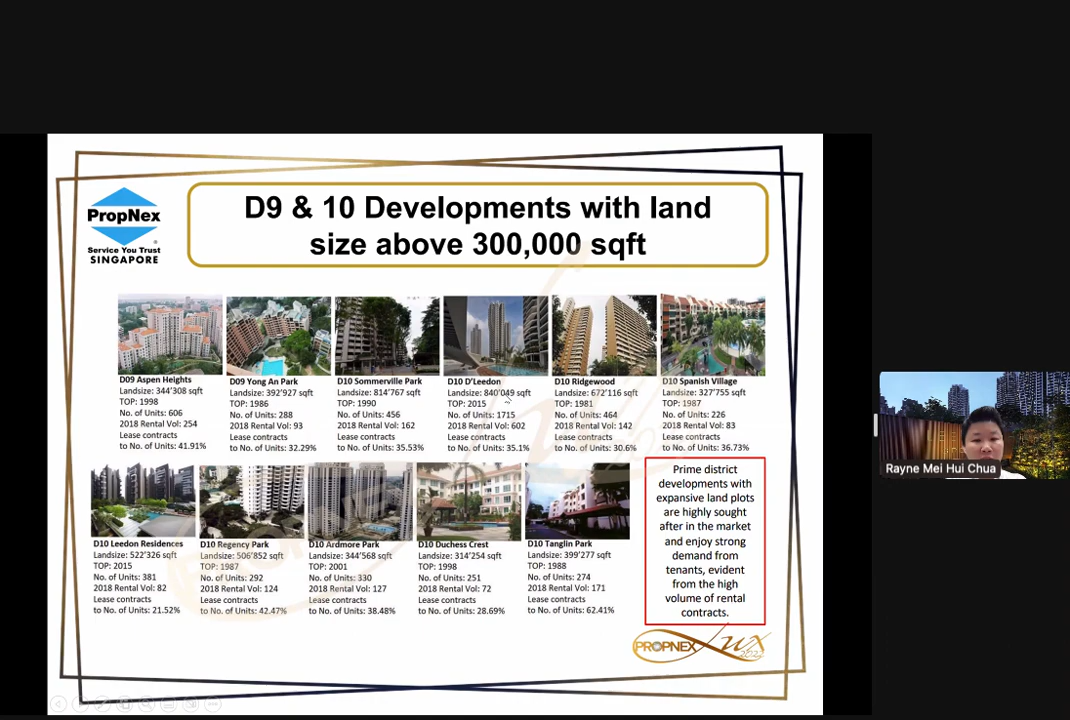 PropNex
Service You Trust
SINGAPORE
D9 & 10 Developments with land
size above 300,000 sqft
D09 Aspen Heights
Landsize: 344'308 sqft
TOP: 1998
No. of Units: 606
2018 Rental Vol: 254
Lease contracts
to No. of Units: 41.91%
D09 Yong An Park
Landsize: 392'927 sqft
TOP: 1986
No. of Units: 288
2018 Rental Vol: 93
Lease contracts
to No. of Units: 32.29%
D10 Sommerville Park
Landsize: 814'767 sqft
TOP: 1990
No. of Units: 456
2018 Rental Vol: 162
Lease contracts
to No. of Units: 35.53%
D10 D'Leedon
Landsize: 840'049 sqft
TOP: 2015
No. of Units: 1715
2018 Rental Vol: 602
Lease contracts
to No. of Units: 35.1%
D10 Ridgewood
Landsize: 672'116 sqft
TOP: 1981
No. of Units: 464
2018 Rental Vol: 142
Lease contracts
to No. of Units: 30.6%
D10 Spanish Village
Landsize: 327'755 sqft
TOP: 1987
No. of Units: 226
2018 Rental Vol: 83
Lease contracts
to No. of Units: 36.73%
D10 Leedon Residences
Landsize: 522'326 sqft
TOP: 2015
No. of Units: 381
2018 Rental Vol: 82
Lease contracts
to No. of Units: 21.52%
D10 Regency Park
Landsize: 506'852 sqft
TOP: 1987
No. of Units: 292
2018 Rental Vol: 124
Lease contracts
to No. of Units: 42.47%
D10 Ardmore Park
Landsize: 344'568 sqft
TOP: 2001
No. of Units: 330
2018 Rental Vol: 127
Lease contracts
to No. of Units: 38.48%
D10 Duchess Crest
Landsize: 314'254 sqft
TOP: 1998
No. of Units: 251
2018 Rental Vol: 72
Lease contracts
to No. of Units: 28.69%
D10 Tanglin Park
Landsize: 399'277 sqft
TOP: 1988
No. of Units: 274
2018 Rental Vol: 171
Lease contracts
to No. of Units: 62.41%
Prime district
developments with
expansive land plots
are highly sought
after in the market
and enjoy strong
demand from
tenants, evident
from the high
volume of rental
contracts.
PROPNEX Lux
2022
Rayne Mei Hui Chua